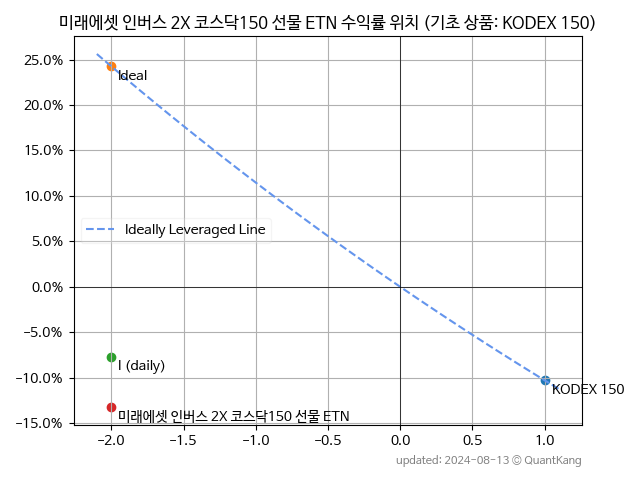 미래에셋 인버스 2X 코스닥150 선물 ETN 수익률 위치 (기초 상품: KODEX 150)
25.0%
Ideal
20.0%
15.0%
10.0%
Ideally Leveraged Line
5.0%
0.0%
−5.0%
I (daily)
−10.0%
KODEX 150
미래에셋 인버스 2X 코스닥150 선물 ETN
−15.0%
−2.0 −1.5 −1.0 −0.5 0.0 0.5 1.0
updated: 2024-08-13 © QuantKang